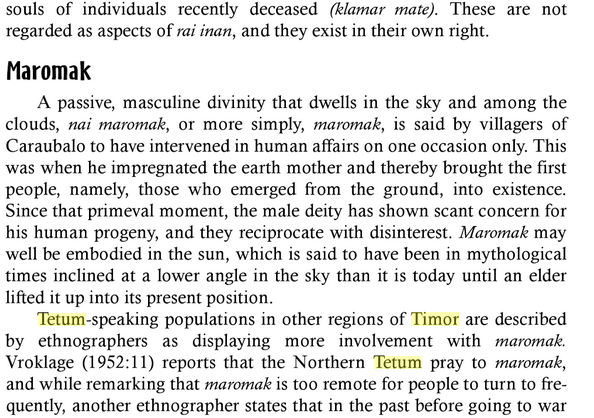 souls of individuals recently deceased (klamar mate). These are not
regarded as aspects of rai inan, and they exist in their own right.
Maromak
A passive, masculine divinity that dwells in the sky and among the
clouds, nai maromak, or more simply, maromak, is said by villagers of
Caraubalo to have intervened in human affairs on one occasion only. This
was when he impregnated the earth mother and thereby brought the first
people, namely, those who emerged from the ground, into existence.
Since that primeval moment, the male deity has shown scant concern for
his human progeny, and they reciprocate with disinterest. Maromak may
well be embodied in the sun, which is said to have been in mythological
times inclined at a lower angle in the sky than it is today until an elder
lifted it up into its present position.
Tetum-speaking populations in other regions of Timor are described
by ethnographers as displaying more involvement with maromak.
Vroklage (1952:11) reports that the Northern Tetum pray to maromak,
and while remarking that maromak is too remote for people to turn to fre-
quently, another ethnographer states that in the past before going to war